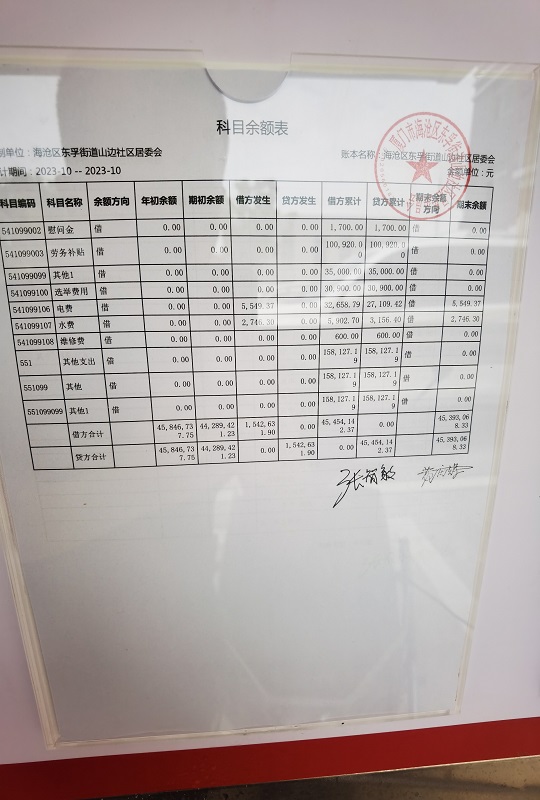 科目余额表
制单位：海沧区东孚街道山边社区居委会 账本名称：海沧区东孚街道山边社区居委会
计期间：2023-10 -- 2023-10 金额单位：元
科目编码 科目名称 余额方向 年初余额 期初余额 借方发生 贷方发生 借方累计 贷方累计 期末余额方向 期末余额
541099002 慰问金 借 0.00 0.00 0.00 0.00 1,700.00 1,700.00 借 0.00
541099003 劳务补贴 借 0.00 0.00 0.00 0.00 100,920.00 100,920.00 借 0.00
541099099 其他1 借 0.00 0.00 0.00 0.00 35,000.00 35,000.00 借 0.00
541099100 选举费用 借 0.00 0.00 0.00 0.00 30,900.00 30,900.00 借 0.00
541099106 电费 借 0.00 0.00 5,549.37 0.00 32,658.79 27,109.42 借 5,549.37
541099107 水费 借 0.00 0.00 2,746.30 0.00 5,902.70 3,156.40 借 2,746.30
541099108 维修费 借 0.00 0.00 0.00 0.00 600.00 600.00 借 0.00
551 其他支出 借 0.00 0.00 0.00 0.00 158,127.19 158,127.19 借 0.00
551099 其他 借 0.00 0.00 0.00 0.00 158,127.19 158,127.19 借 0.00
551099099 其他1 借 0.00 0.00 0.00 0.00 158,127.19 158,127.19 借 0.00
借方合计 45,846,737.75 44,289,421.23 1,542,631.90 0.00 45,454,142.37 0.00 45,393,068.33
贷方合计 45,846,737.75 44,289,421.23 0.00 1,542,631.90 0.00 45,454,142.37 45,393,068.33
张智敏